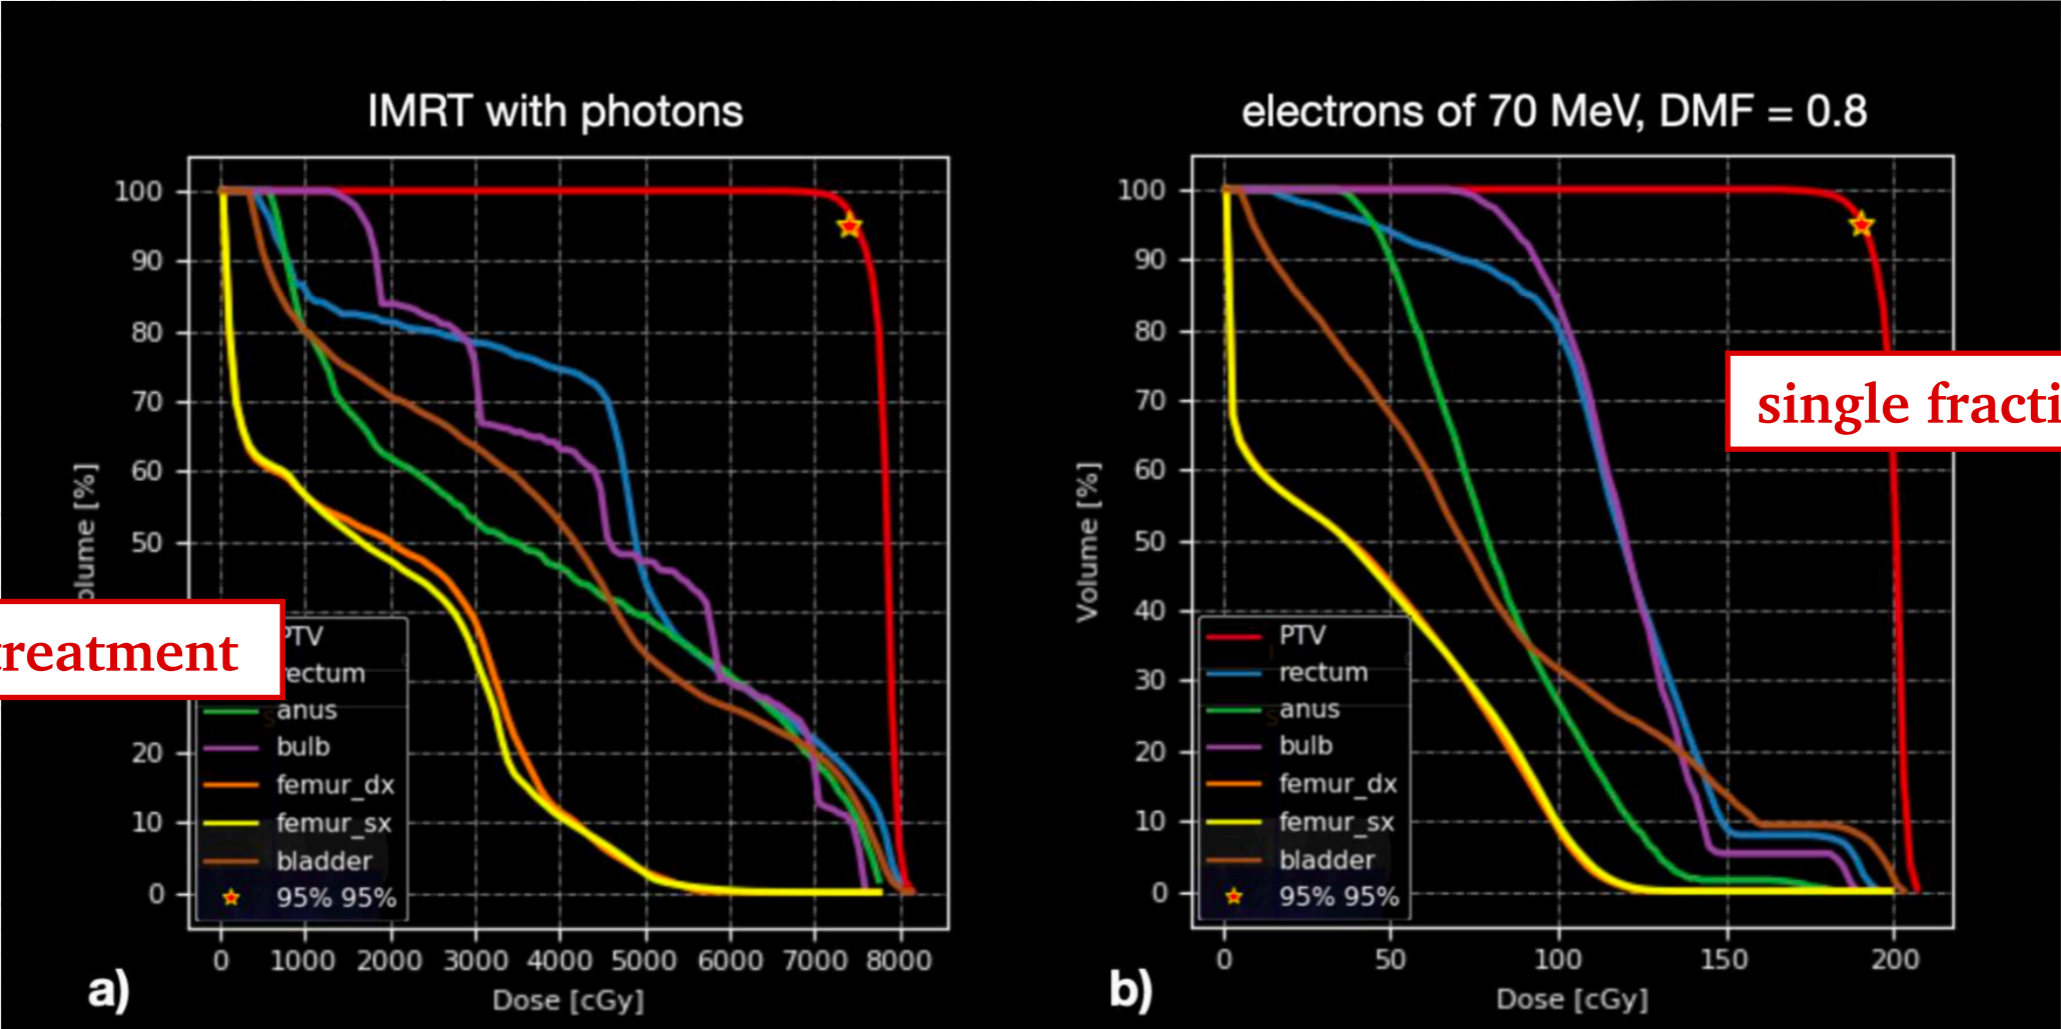 IMRT with photons
100
90
80
70
60
50
20
10
0
olume [%]
treatment
PTV
rectum
anus
bulb
femur_dx
femur_sx
bladder
95% 95%
0 1000 2000 3000 4000 5000 6000 7000 8000
Dose [cGy]
a)
electrons of 70 MeV, DMF = 0.8
100
90
80
70
60
50
40
30
20
10
0
Volume [%]
single fracti
PTV
rectum
anus
bulb
femur_dx
femur_sx
bladder
95% 95%
0 50 100 150 200
Dose [cGy]
b)